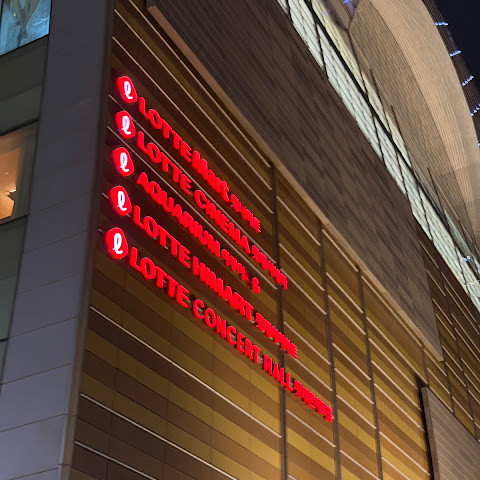 ℓ LOTTE Mart
ℓ LOTTE CINEMA
ℓ AQUARIUM
ℓ LOTTE HIMART
ℓ LOTTE CONCERT HALL